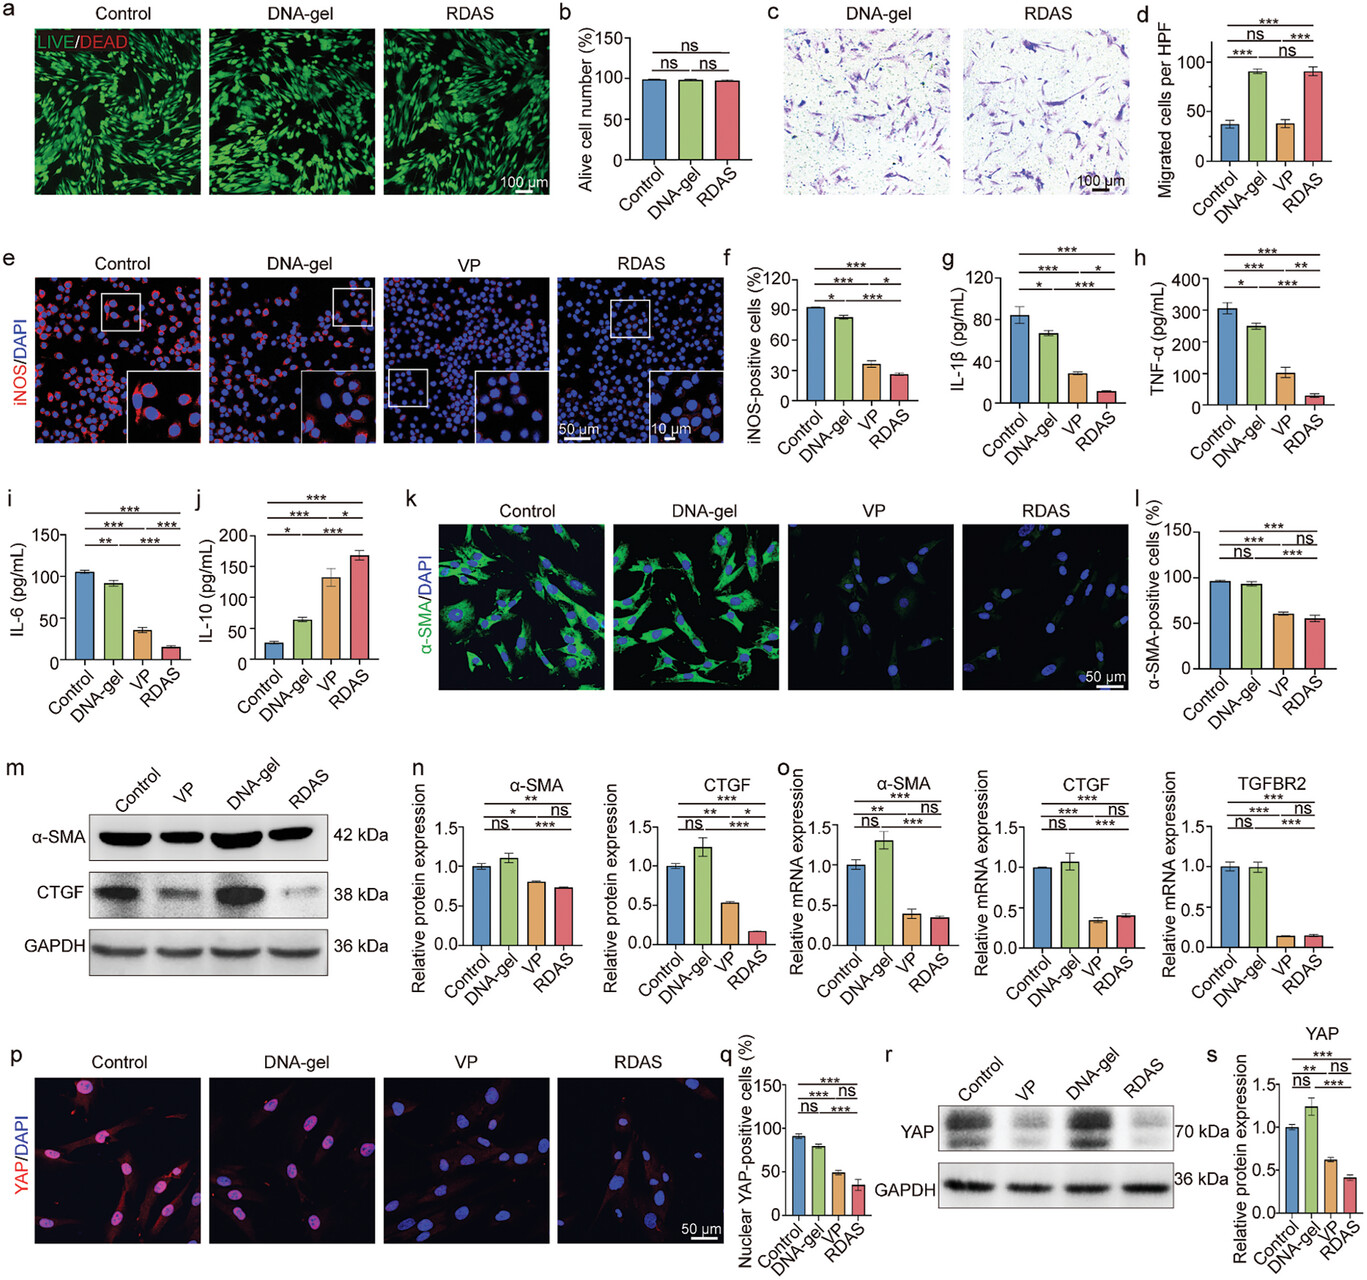 a
Control
DNA-gel
RDAS
LIVE/DEAD
100 μm
b
Alive cell number (%)
150
100
50
0
ns
ns
ns
Control
DNA-gel
RDAS
c
DNA-gel
RDAS
100 μm
d
Migrated cells per HPF
100
50
0
***
ns
***
***
ns
Control
DNA-gel
VP
RDAS
e
Control
DNA-gel
VP
RDAS
iNOS/DAPI
50 μm
10 μm
f
iNOS-positive cells (%)
120
90
60
30
0
***
***
*
*
***
Control
DNA-gel
VP
RDAS
g
IL-1β (pg/mL)
120
80
40
0
***
***
*
*
***
Control
DNA-gel
VP
RDAS
h
TNF-α (pg/mL)
400
300
200
100
0
***
***
**
*
***
Control
DNA-gel
VP
RDAS
i
IL-6 (pg/mL)
150
100
50
0
***
***
***
**
***
Control
DNA-gel
VP
RDAS
j
IL-10 (pg/mL)
200
150
100
50
0
***
***
*
*
***
Control
DNA-gel
VP
RDAS
k
Control
DNA-gel
VP
RDAS
α-SMA/DAPI
50 μm
l
α-SMA-positive cells (%)
150
100
50
0
***
***
ns
ns
***
Control
DNA-gel
VP
RDAS
m
Control
VP
DNA-gel
RDAS
α-SMA
42 kDa
CTGF
38 kDa
GAPDH
36 kDa
n
Relative protein expression
α-SMA
**
*
ns
ns
***
1.5
1.0
0.5
0.0
Control
DNA-gel
VP
RDAS
Relative protein expression
CTGF
***
**
*
ns
***
1.5
1.0
0.5
0.0
Control
DNA-gel
VP
RDAS
o
Relative mRNA expression
α-SMA
***
**
ns
ns
***
1.5
1.0
0.5
0.0
Control
DNA-gel
VP
RDAS
Relative mRNA expression
CTGF
***
***
ns
ns
***
1.5
1.0
0.5
0.0
Control
DNA-gel
VP
RDAS
Relative mRNA expression
TGFBR2
***
***
ns
ns
***
1.5
1.0
0.5
0.0
Control
DNA-gel
VP
RDAS
p
Control
DNA-gel
VP
RDAS
YAP/DAPI
50 μm
q
Nuclear YAP-positive cells (%)
150
100
50
0
***
***
ns
ns
***
Control
DNA-gel
VP
RDAS
r
Control
VP
DNA-gel
RDAS
YAP
70 kDa
GAPDH
36 kDa
s
Relative protein expression
YAP
***
**
ns
ns
***
1.5
1.0
0.5
0.0
Control
DNA-gel
VP
RDAS